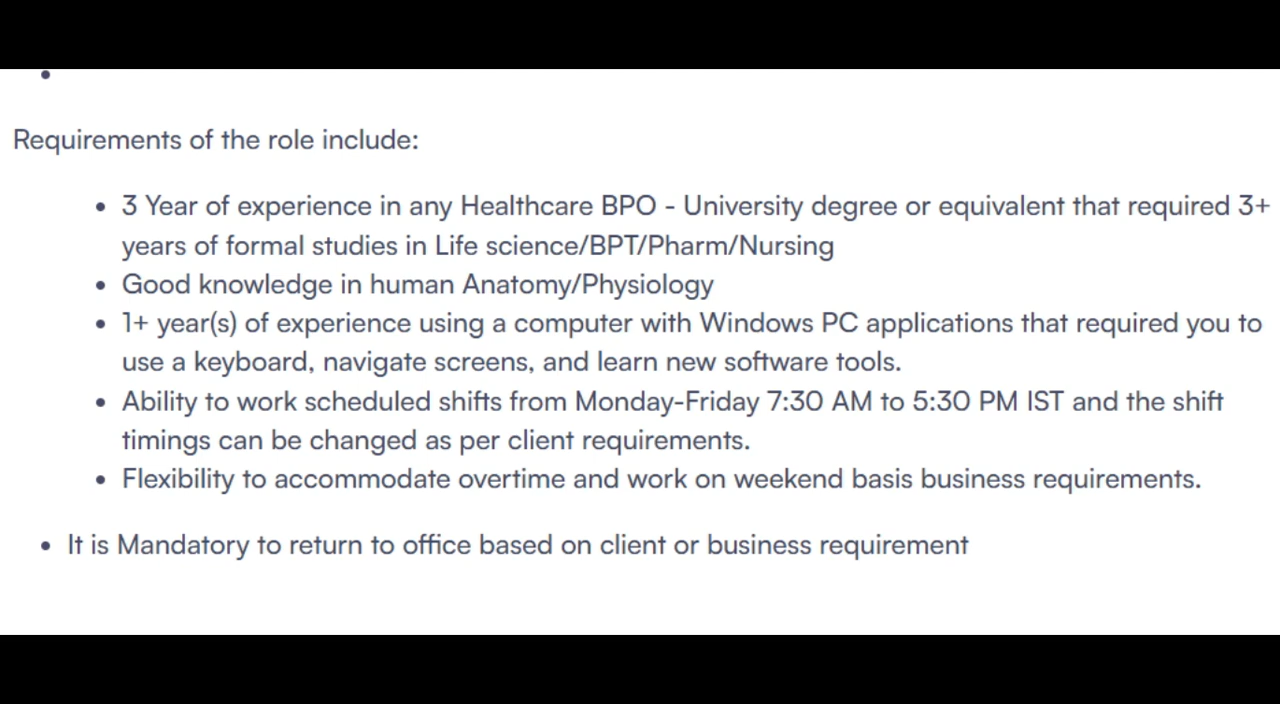 Requirements of the role include:
• 3 Year of experience in any Healthcare BPO - University degree or equivalent that required 3+
years of formal studies in Life science/BPT/Pharm/Nursing
• Good knowledge in human Anatomy/Physiology
• 1+ year(s) of experience using a computer with Windows PC applications that required you to
use a keyboard, navigate screens, and learn new software tools.
• Ability to work scheduled shifts from Monday-Friday 7:30 AM to 5:30 PM IST and the shift
timings can be changed as per client requirements.
• Flexibility to accommodate overtime and work on weekend basis business requirements.
• It is Mandatory to return to office based on client or business requirement